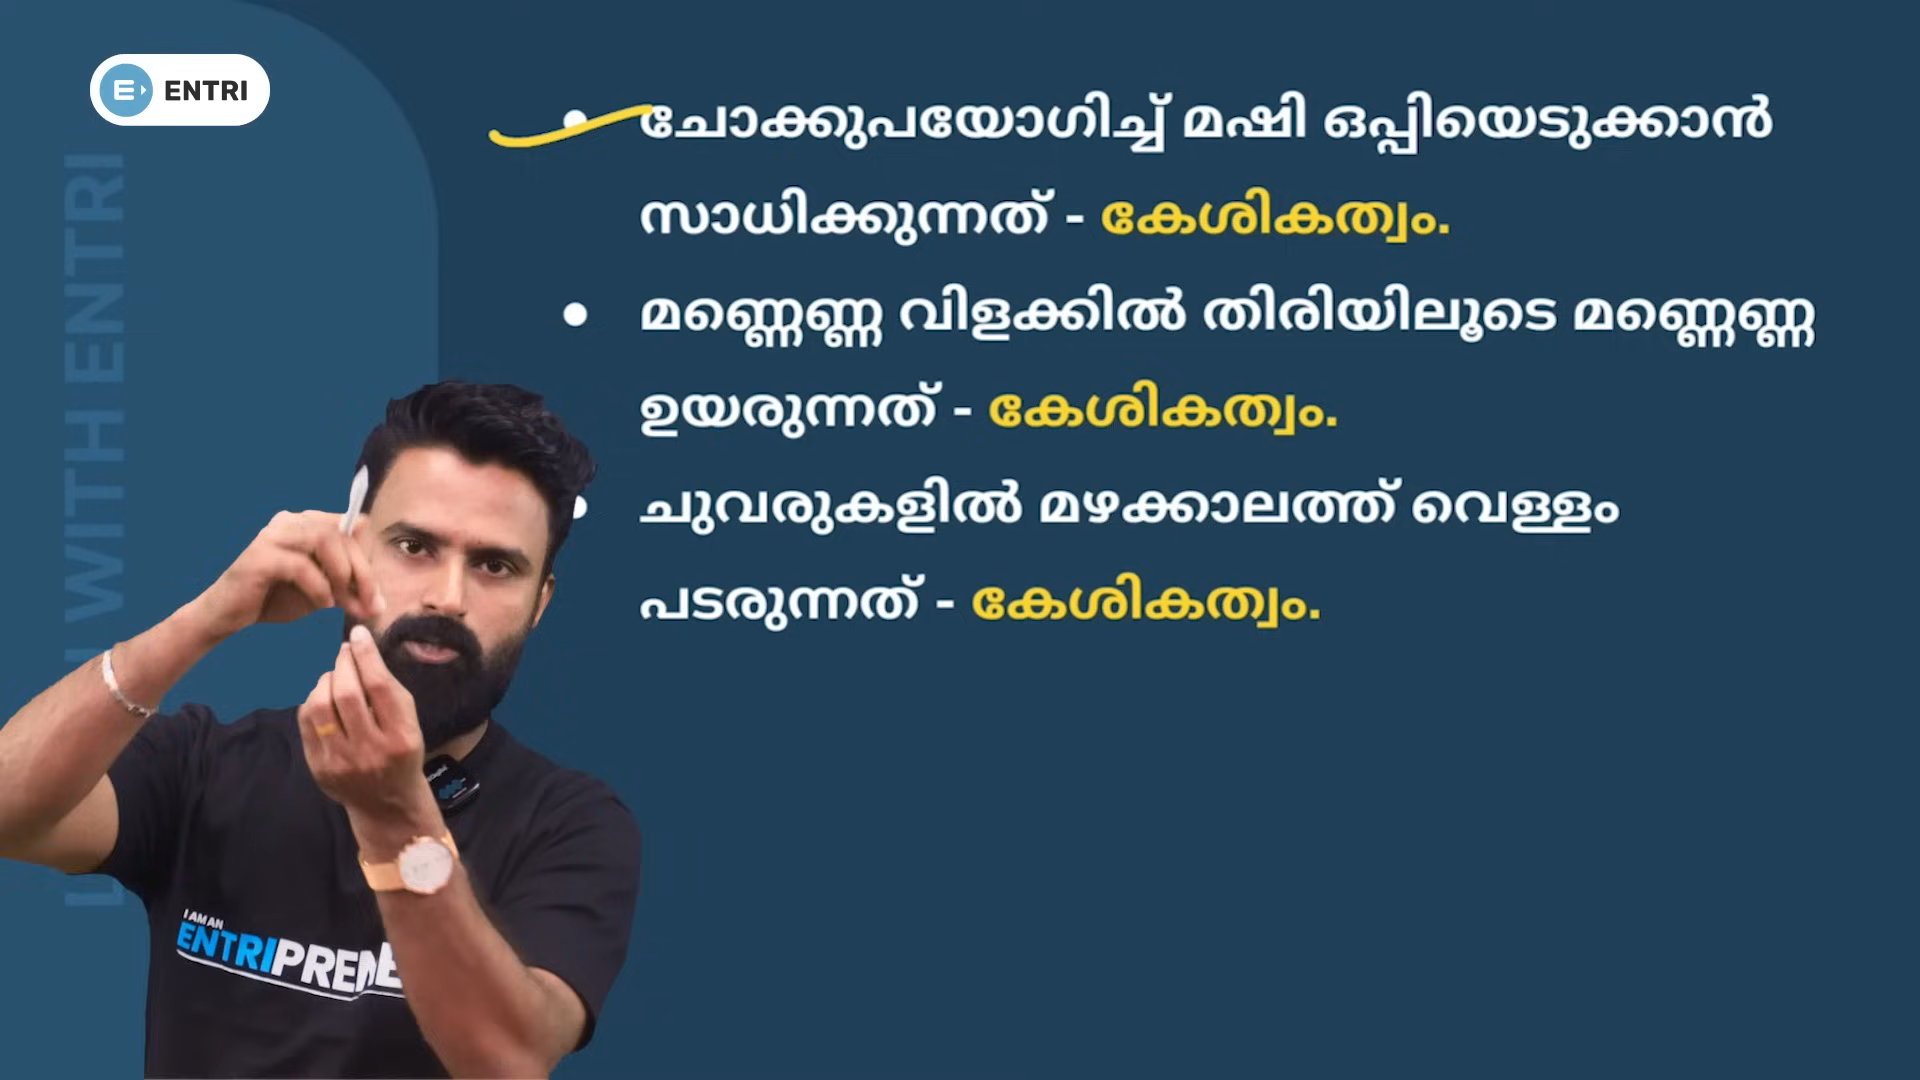 ENTRI
ചോക്കുപയോഗിച്ച് മഷി ഒപ്പിയെടുക്കാൻ
സാധിക്കുന്നത് - കേശികത്വം.
മണ്ണെണ്ണ വിളക്കിൽ തിരിയിലൂടെ മണ്ണെണ്ണ
ഉയരുന്നത് - കേശികത്വം.
ചുവരുകളിൽ മഴക്കാലത്ത് വെള്ളം
പടരുന്നത് - കേശികത്വം.
WITH ENTRI
I AM AN